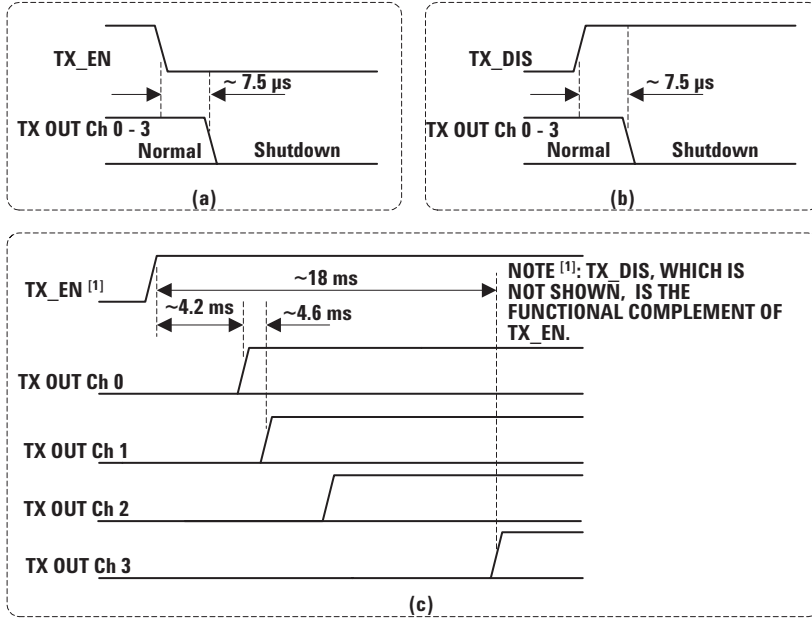 TX_EN
~ 7.5 µs
TX OUT Ch 0 - 3
Normal
Shutdown
(a)
TX_DIS
~ 7.5 µs
TX OUT Ch 0 - 3
Normal
Shutdown
(b)
TX_EN [1]
~18 ms
~4.2 ms
~4.6 ms
NOTE [1]: TX_DIS, WHICH IS
NOT SHOWN, IS THE
FUNCTIONAL COMPLEMENT OF
TX_EN.
TX OUT Ch 0
TX OUT Ch 1
TX OUT Ch 2
TX OUT Ch 3
(c)